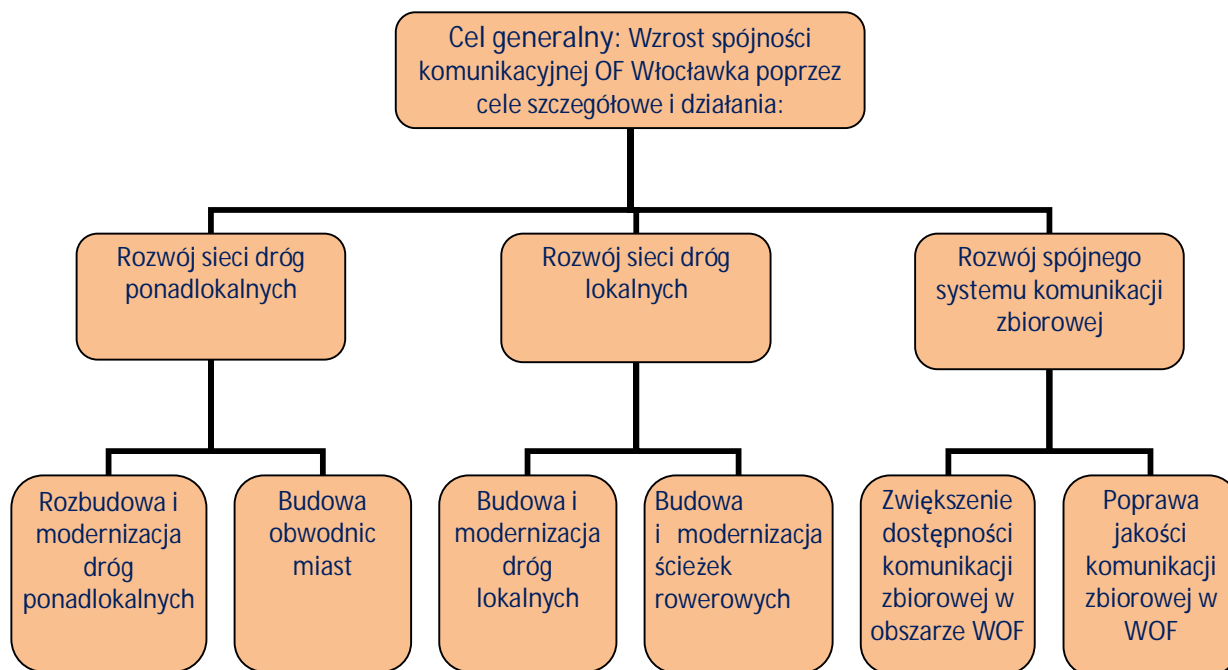 Cel generalny: Wzrost spójności
komunikacyjnej OF Włocławka poprzez
cele szczegółowe i działania:
Rozwój sieci dróg
ponadlokalnych
Rozwój sieci dróg
lokalnych
Rozwój spójnego
systemu komunikacji
zbiorowej
Rozbudowa i
modernizacja
dróg
ponadlokalnych
Budowa
obwodnic
miast
Budowa i
modernizacja
dróg
lokalnych
Budowa
i modernizacja
ścieżek
rowerowych
Zwiększenie
dostępności
komunikacji
zbiorowej w
obszarze WOF
Poprawa
jakości
komunikacji
zbiorowej w
WOF